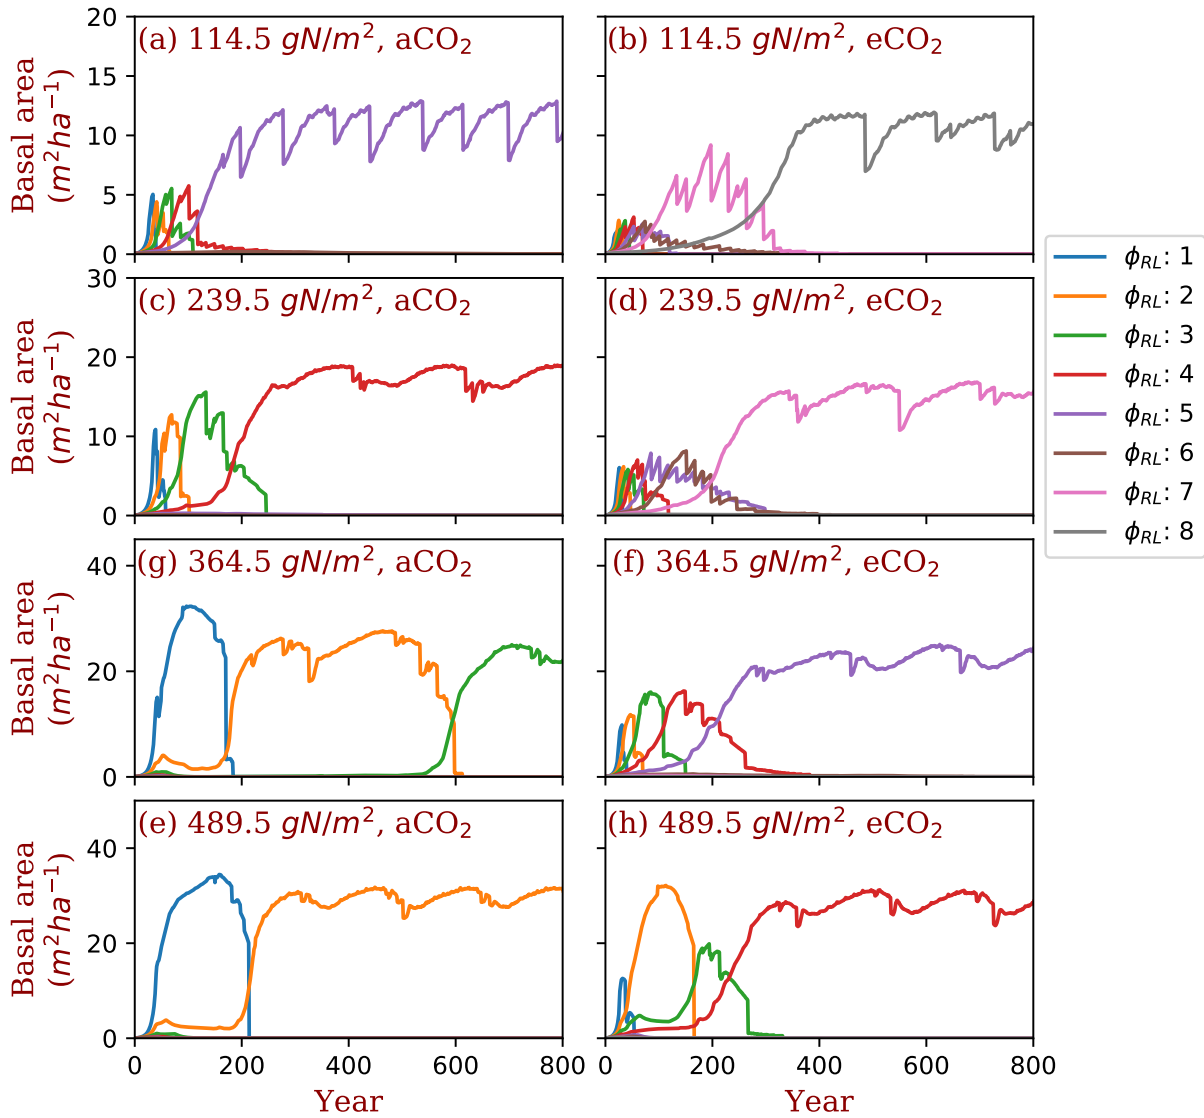 (a) 114.5 gN/m², aCO₂
(b) 114.5 gN/m², eCO₂
Basal area
(m²ha⁻¹)
20
15
10
5
0
(c) 239.5 gN/m², aCO₂
(d) 239.5 gN/m², eCO₂
Basal area
(m²ha⁻¹)
30
20
10
0
(g) 364.5 gN/m², aCO₂
(f) 364.5 gN/m², eCO₂
Basal area
(m²ha⁻¹)
40
20
0
(e) 489.5 gN/m², aCO₂
(h) 489.5 gN/m², eCO₂
Basal area
(m²ha⁻¹)
40
20
0
0 200 400 600 800
0 200 400 600 800
Year
Year
ϕRL: 1
ϕRL: 2
ϕRL: 3
ϕRL: 4
ϕRL: 5
ϕRL: 6
ϕRL: 7
ϕRL: 8